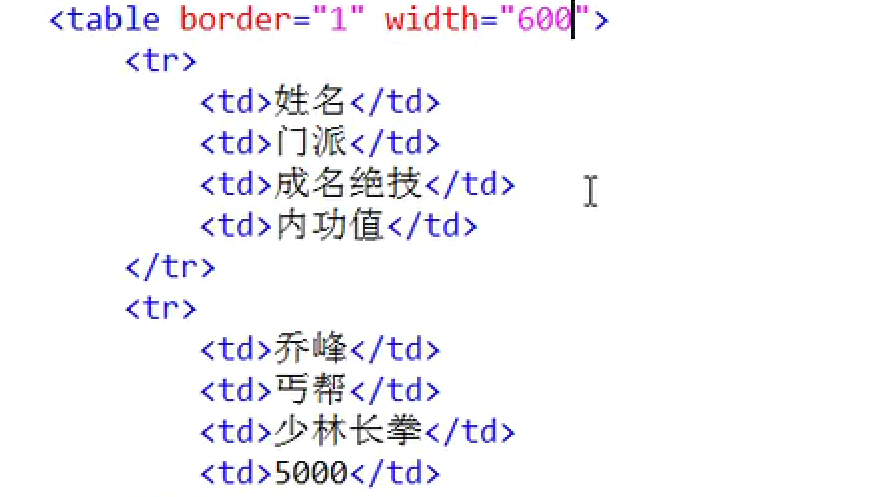 <table border="1" width="600">
<tr>
<td>姓名</td>
<td>门派</td>
<td>成名绝技</td>
<td>内功值</td>
</tr>
<tr>
<td>乔峰</td>
<td>丐帮</td>
<td>少林长拳</td>
<td>5000</td>